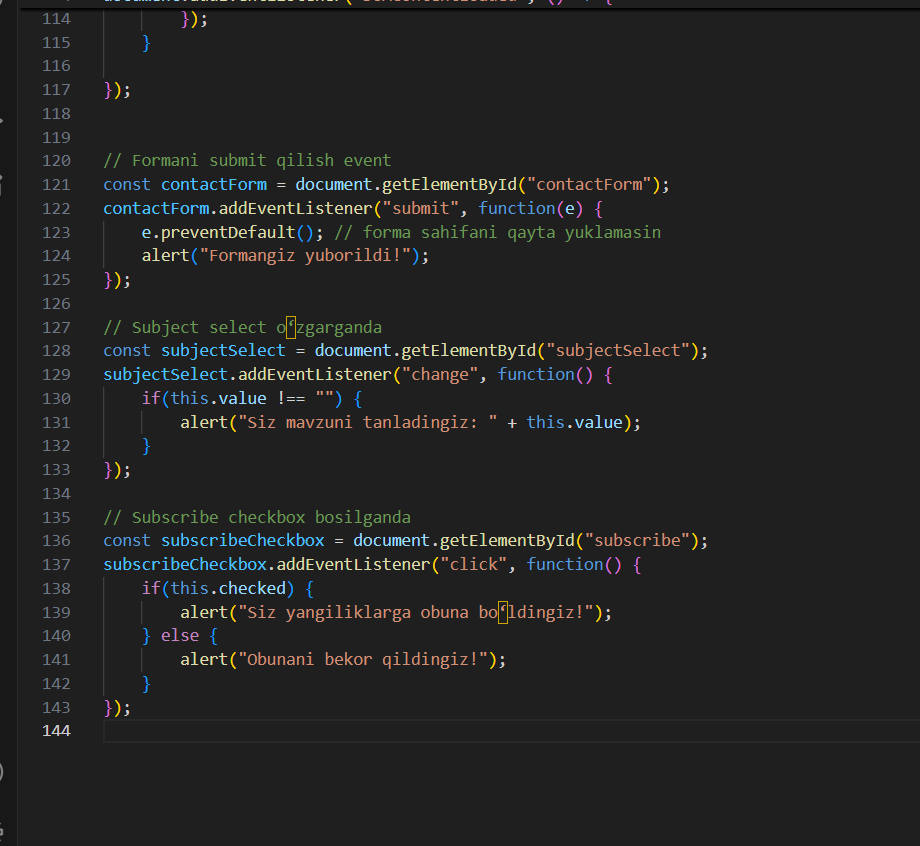 114 });
115 }
116
117 });
118
119
120 // Formani submit qilish event
121 const contactForm = document.getElementById("contactForm");
122 contactForm.addEventListener("submit", function(e) {
123 e.preventDefault(); // forma sahifani qayta yuklamasin
124 alert("Formangiz yuborildi!");
125 });
126
127 // Subject select o‘zgarganda
128 const subjectSelect = document.getElementById("subjectSelect");
129 subjectSelect.addEventListener("change", function() {
130 if(this.value !== "") {
131 alert("Siz mavzuni tanladingiz: " + this.value);
132 }
133 });
134
135 // Subscribe checkbox bosilganda
136 const subscribeCheckbox = document.getElementById("subscribe");
137 subscribeCheckbox.addEventListener("click", function() {
138 if(this.checked) {
139 alert("Siz yangiliklarga obuna bo‘ldingiz!");
140 } else {
141 alert("Obunani bekor qildingiz!");
142 }
143 });
144